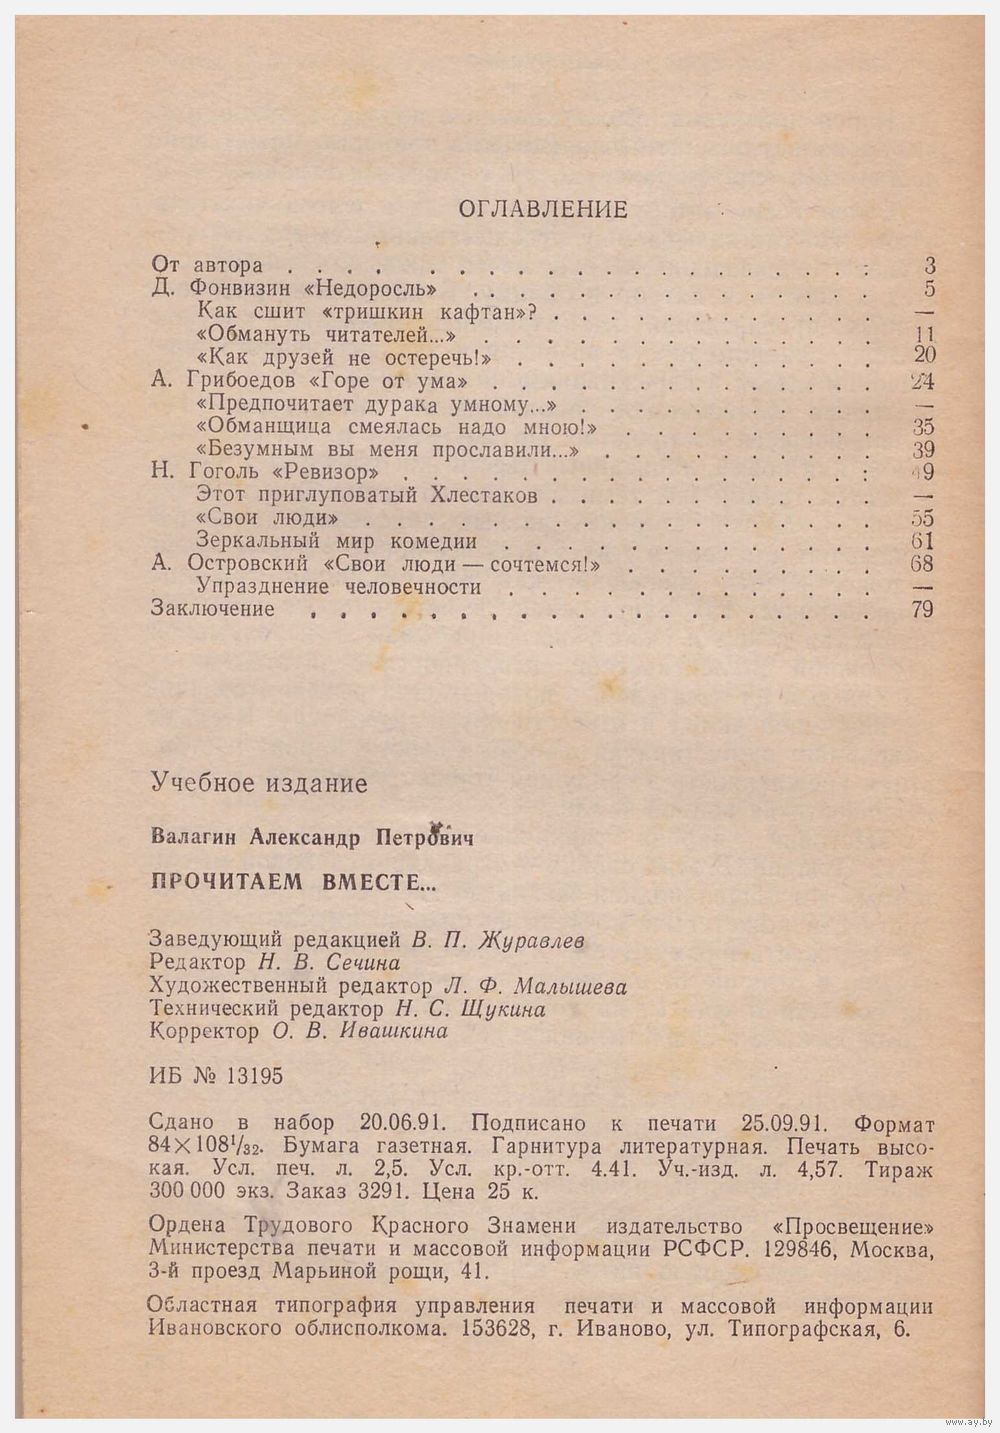 ОГЛАВЛЕНИЕ
От автора . . . . . . . . . . . . . . . . . . . 3
Д. Фонвизин «Недоросль» . . . . . . . . . . . . . . 5
Как сшит «тришкин кафтан»? . . . . . . . . . . . —
«Обмануть читателей...» . . . . . . . . . . . . . . 11
«Как друзей не остеречь!» . . . . . . . . . . . . 20
А. Грибоедов «Горе от ума» . . . . . . . . . . . . . 24
«Предпочитает дурака умному...» . . . . . . . . . . —
«Обманщица смеялась надо мною!» . . . . . . . . . 35
«Безумным вы меня прославили...» . . . . . . . . . 39
Н. Гоголь «Ревизор» . . . . . . . . . . . . . . . . 49
Этот приглуповатый Хлестаков . . . . . . . . . . . —
«Свои люди» . . . . . . . . . . . . . . . . . 55
Зеркальный мир комедии . . . . . . . . . . . . . 61
А. Островский «Свои люди — сочтемся!» . . . . . . . . . 68
Упразднение человечности . . . . . . . . . . . . —
Заключение . . . . . . . . . . . . . . . . . . . 79
Учебное издание
Валагин Александр Петрович
ПРОЧИТАЕМ ВМЕСТЕ...
Заведующий редакцией В. П. Журавлев
Редактор Н. В. Сечина
Художественный редактор Л. Ф. Малышева
Технический редактор Н. С. Щукина
Корректор О. В. Ивашкина
ИБ № 13195
Сдано в набор 20.06.91. Подписано к печати 25.09.91. Формат
84×108¹/₃₂. Бумага газетная. Гарнитура литературная. Печать высо-
кая. Усл. печ. л. 2,5. Усл. кр.-отт. 4.41. Уч.-изд. л. 4,57. Тираж
300 000 экз. Заказ 3291. Цена 25 к.
Ордена Трудового Красного Знамени издательство «Просвещение»
Министерства печати и массовой информации РСФСР. 129846, Москва,
3-й проезд Марьиной рощи, 41.
Областная типография управления печати и массовой информации
Ивановского облисполкома. 153628, г. Иваново, ул. Типографская, 6.
www.ay.by